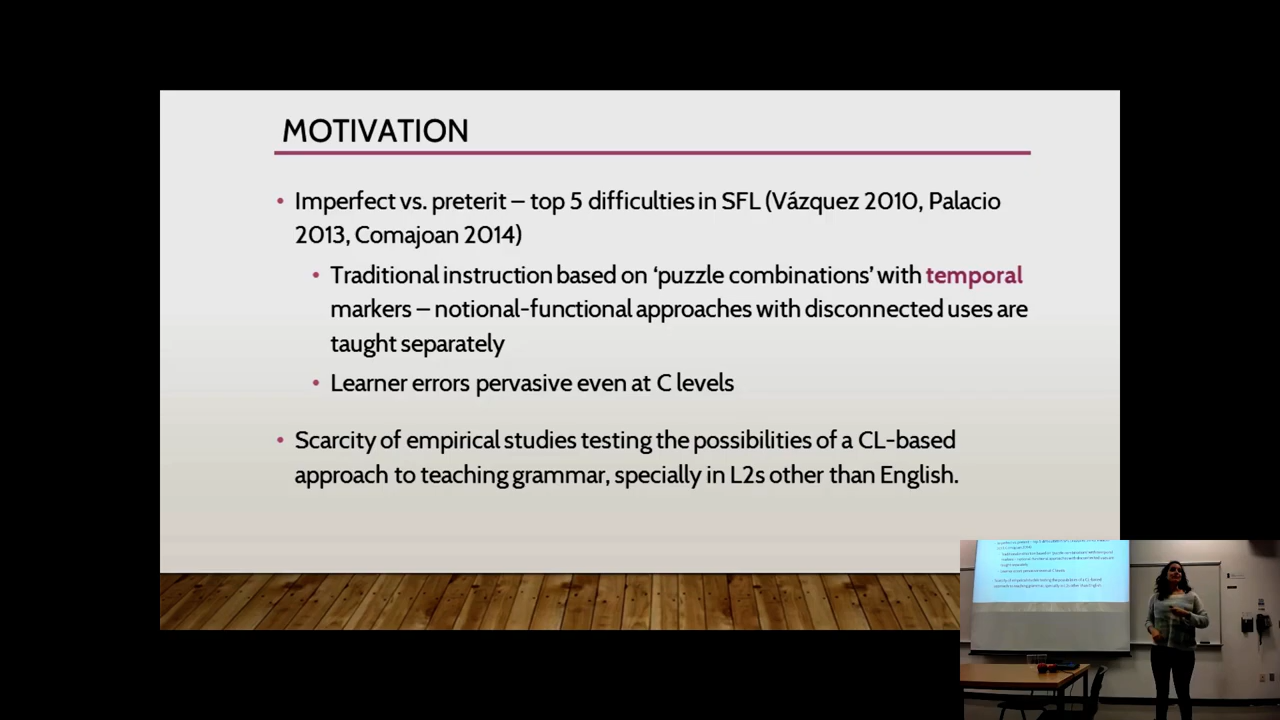 MOTIVATION
• Imperfect vs. preterit – top 5 difficulties in SFL (Vázquez 2010, Palacio
2013, Comajoan 2014)
• Traditional instruction based on ‘puzzle combinations’ with temporal
markers – notional-functional approaches with disconnected uses are
taught separately
• Learner errors pervasive even at C levels
• Scarcity of empirical studies testing the possibilities of a CL-based
approach to teaching grammar, specially in L2s other than English.